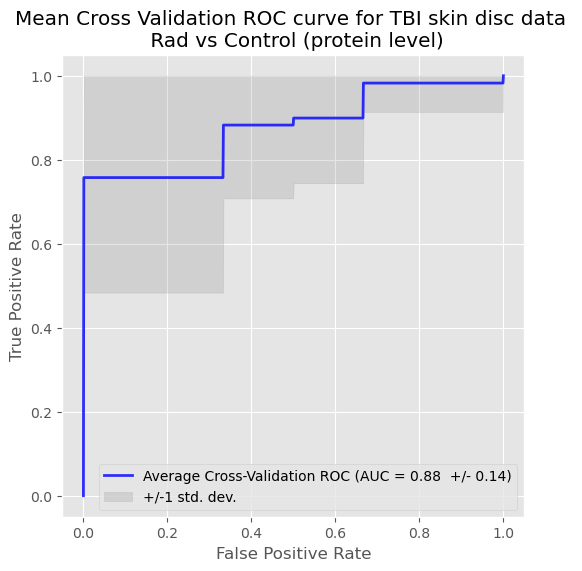 Mean Cross Validation ROC curve for TBI skin disc data
Rad vs Control (protein level)
1.0
0.8
0.6
0.4
0.2
0.0
True Positive Rate
Average Cross-Validation ROC (AUC = 0.88 +/- 0.14)
+/-1 std. dev.
0.0 0.2 0.4 0.6 0.8 1.0
False Positive Rate